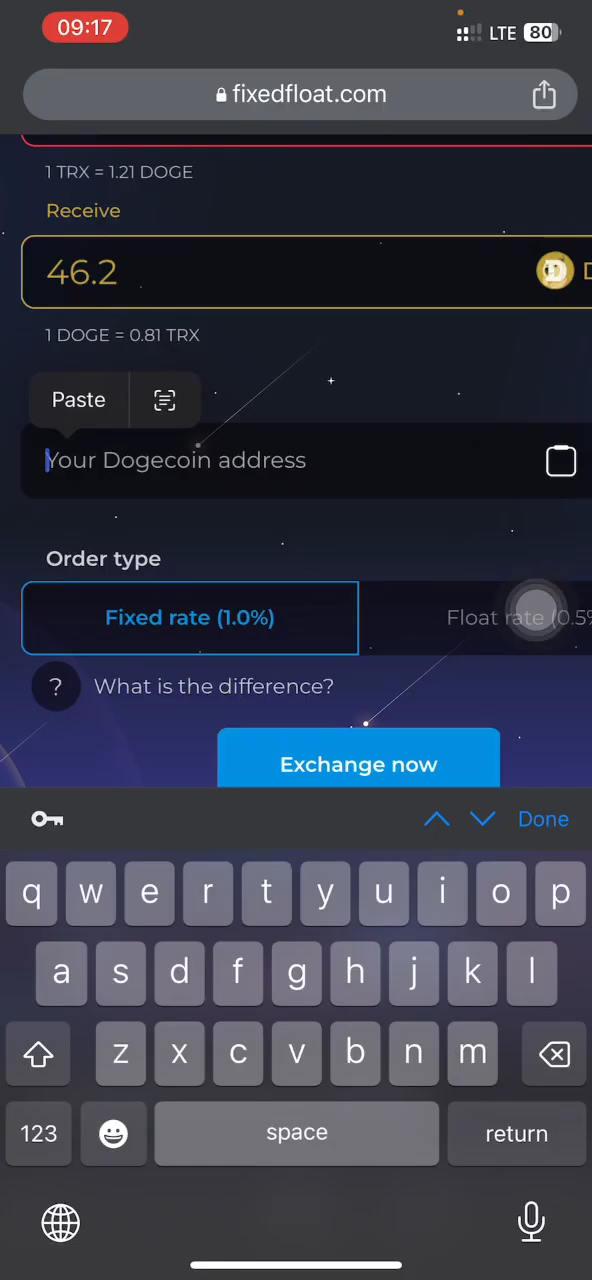 09:17
LTE 80
fixedfloat.com
1 TRX = 1.21 DOGE
Receive
46.2
D
1 DOGE = 0.81 TRX
Paste
Your Dogecoin address
Order type
Fixed rate (1.0%)
Float rate (0.5%
? What is the difference?
Exchange now
Done
q w e r t y u i o p
a s d f g h j k l
z x c v b n m
123 space return